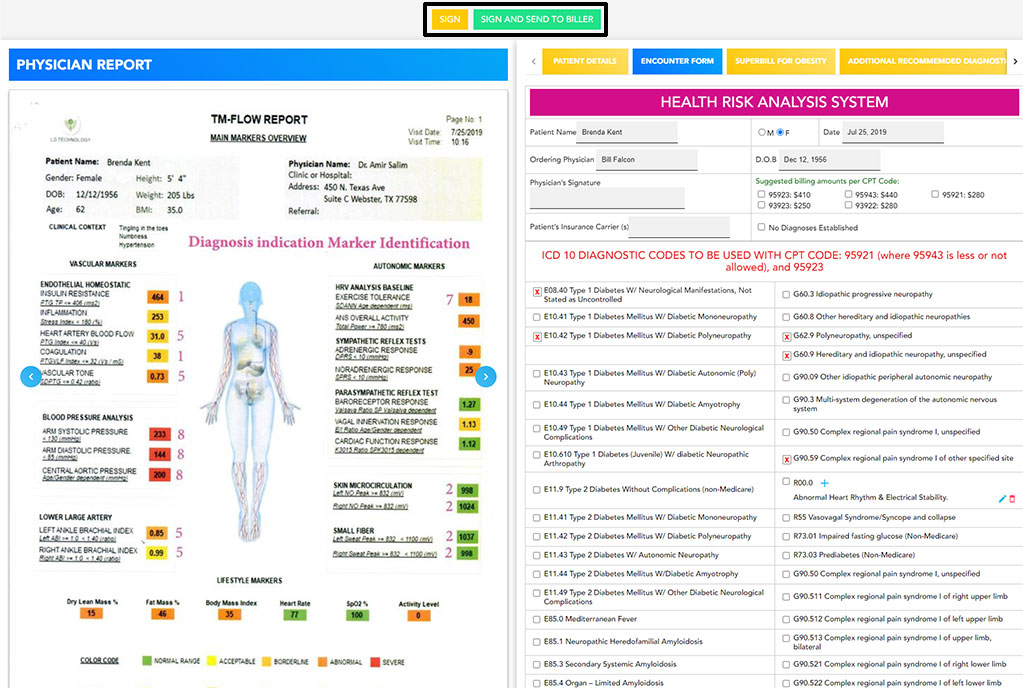 SIGN
SIGN AND SEND TO BILLER
PHYSICIAN REPORT
TM-FLOW REPORT
MAIN MARKERS OVERVIEW
Page No. 1
Visit Date: 7/25/2019
Visit Time: 10:16
LD TECHNOLOGY
Patient Name: Brenda Kent
Gender: Female Height: 5' 4"
DOB: 12/12/1956 Weight: 205 Lbs
Age: 62 BMI: 35.0
Physician Name: Dr. Amir Salim
Clinic or Hospital:
Address: 450 N. Texas Ave
Suite C Webster, TX 77598
Referral:
CLINICAL CONTEXT Tingling in the toes
Numbness
Hypertension
Diagnosis indication Marker Identification
VASCULAR MARKERS
ENDOTHELIAL HOMEOSTATIC
INSULIN RESISTANCE 464 1
PTG TP <= 406 (ms2)
INFLAMMATION 253
Stress Index < 180 (%)
HEART ARTERY BLOOD FLOW 31.0 5
PTG Index <= 40 (Vs)
COAGULATION 38 1
PTGVLF Index <= 32 (Vs / mS)
VASCULAR TONE 0.73 5
SDPTG <= 0.42 (ratio)
BLOOD PRESSURE ANALYSIS
ARM SYSTOLIC PRESSURE 233 8
< 130 (mmHg)
ARM DIASTOLIC PRESSURE 144 8
< 85 (mmHg)
CENTRAL AORTIC PRESSURE 200 8
Age/Gender dependent (mmHg)
LOWER LARGE ARTERY
LEFT ANKLE BRACHIAL INDEX 0.85 5
Left ABI >= 1.0, < 1.40 (ratio)
RIGHT ANKLE BRACHIAL INDEX 0.99 5
Right ABI >= 1.0, < 1.40 (ratio)
AUTONOMIC MARKERS
HRV ANALYSIS BASELINE
EXERCISE TOLERANCE 7 18
SDANN Age dependent (ms)
ANS OVERALL ACTIVITY 450
Total Power >= 780 (ms2)
SYMPATHETIC REFLEX TESTS
ADRENERGIC RESPONSE -9
DPRS < 10 (mmHg)
NORADRENERGIC RESPONSE 25
SPRS < 10 (mmHg)
PARASYMPATHETIC REFLEX TEST
BARORECEPTOR RESPONSE 1.27
Valsava Ratio SP Valsalva dependent
VAGAL INNERVATION RESPONSE 1.13
E/I Ratio Age/Gender dependent
CARDIAC FUNCTION RESPONSE 1.12
K3015 Ratio SPK3015 dependent
SKIN MICROCIRCULATION
Left NO Peak >= 832 (mV) 2 998
Right NO Peak >= 832 (mV) 2 1024
SMALL FIBER
Left Sweat Peak >= 832 < 1100 (mV) 2 1037
Right Sweat Peak >= 832 < 1100 (mV) 2 998
LIFESTYLE MARKERS
Dry Lean Mass % Fat Mass % Body Mass Index Heart Rate SpO2 % Activity Level
15 46 35 77 100 0
COLOR CODE NORMAL RANGE ACCEPTABLE BORDERLINE ABNORMAL SEVERE
PATIENT DETAILS
ENCOUNTER FORM
SUPERBILL FOR OBESITY
ADDITIONAL RECOMMEMDED DIAGNOSTI
HEALTH RISK ANALYSIS SYSTEM
Patient Name Brenda Kent M F Date Jul 25, 2019
Ordering Physician Bill Falcon D.O.B Dec 12, 1956
Physician's Signature
Suggested billing amounts per CPT Code:
95923: $410 95943: $440 95921: $280
93923: $250 93922: $280
Patient's Insurance Carrier (s) No Diagnoses Established
ICD 10 DIAGNOSTIC CODES TO BE USED WITH CPT CODE: 95921 (where 95943 is less or not
allowed), and 95923
x E08.40 Type 1 Diabetes W/ Neurological Manifestations, Not
Stated as Uncontrolled
E10.41 Type 1 Diabetes Mellitus W/ Diabetic Mononeuropathy
x E10.42 Type 1 Diabetes Mellitus W/ Diabetic Polyneuropathy
E10.43 Type 1 Diabetes Mellitus W/ Diabetic Autonomic (Poly)
Neuropathy
E10.44 Type 1 Diabetes Mellitus W/ Diabetic Amyotrophy
E10.49 Type 1 Diabetes Mellitus W/ Other Diabetic Neurological
Complications
E10.610 Type 1 Diabetes (Juvenile) W/ diabetic Neuropathic
Arthropathy
E11.9 Type 2 Diabetes Without Complications (non-Medicare)
E11.41 Type 2 Diabetes Mellitus W/ Diabetic Mononeuropathy
E11.42 Type 2 Diabetes Mellitus W/ Diabetic Polyneuropathy
E11.43 Type 2 Diabetes W/ Autonomic Neuropathy
E11.44 Type 2 Diabetes Mellitus W/Diabetic Amyotrophy
E11.49 Type 2 Diabetes Mellitus W/ Other Diabetic Neurological
Complications
E85.0 Mediterranean Fever
E85.1 Neuropathic Heredofamilial Amyloidosis
E85.3 Secondary Systemic Amyloidosis
E85.4 Organ – Limited Amyloidosis
G60.3 Idiopathic progressive neuropathy
G60.8 Other hereditary and idiopathic neuropathies
x G62.9 Polyneuropathy, unspecified
x G60.9 Hereditary and idiopathic neuropathy, unspecified
G90.09 Other idiopathic peripheral autonomic neuropathy
G90.3 Multi-system degeneration of the autonomic nervous
system
G90.50 Complex regional pain syndrome I, unspecified
x G90.59 Complex regional pain syndrome I of other specified site
R00.0
Abnormal Heart Rhythm & Electrical Stability.
R55 Vasovagal Syndrome/Syncope and collapse
R73.01 Impaired fasting glucose (Non-Medicare)
R73.03 Prediabetes (Non-Medicare)
G90.50 Complex regional pain syndrome I, unspecified
G90.511 Complex regional pain syndrome I of right upper limb
G90.512 Complex regional pain syndrome I of left upper limb
G90.513 Complex regional pain syndrome I of upper limb,
bilateral
G90.521 Complex regional pain syndrome I of right lower limb
G90.522 Complex regional pain syndrome I of left lower limb